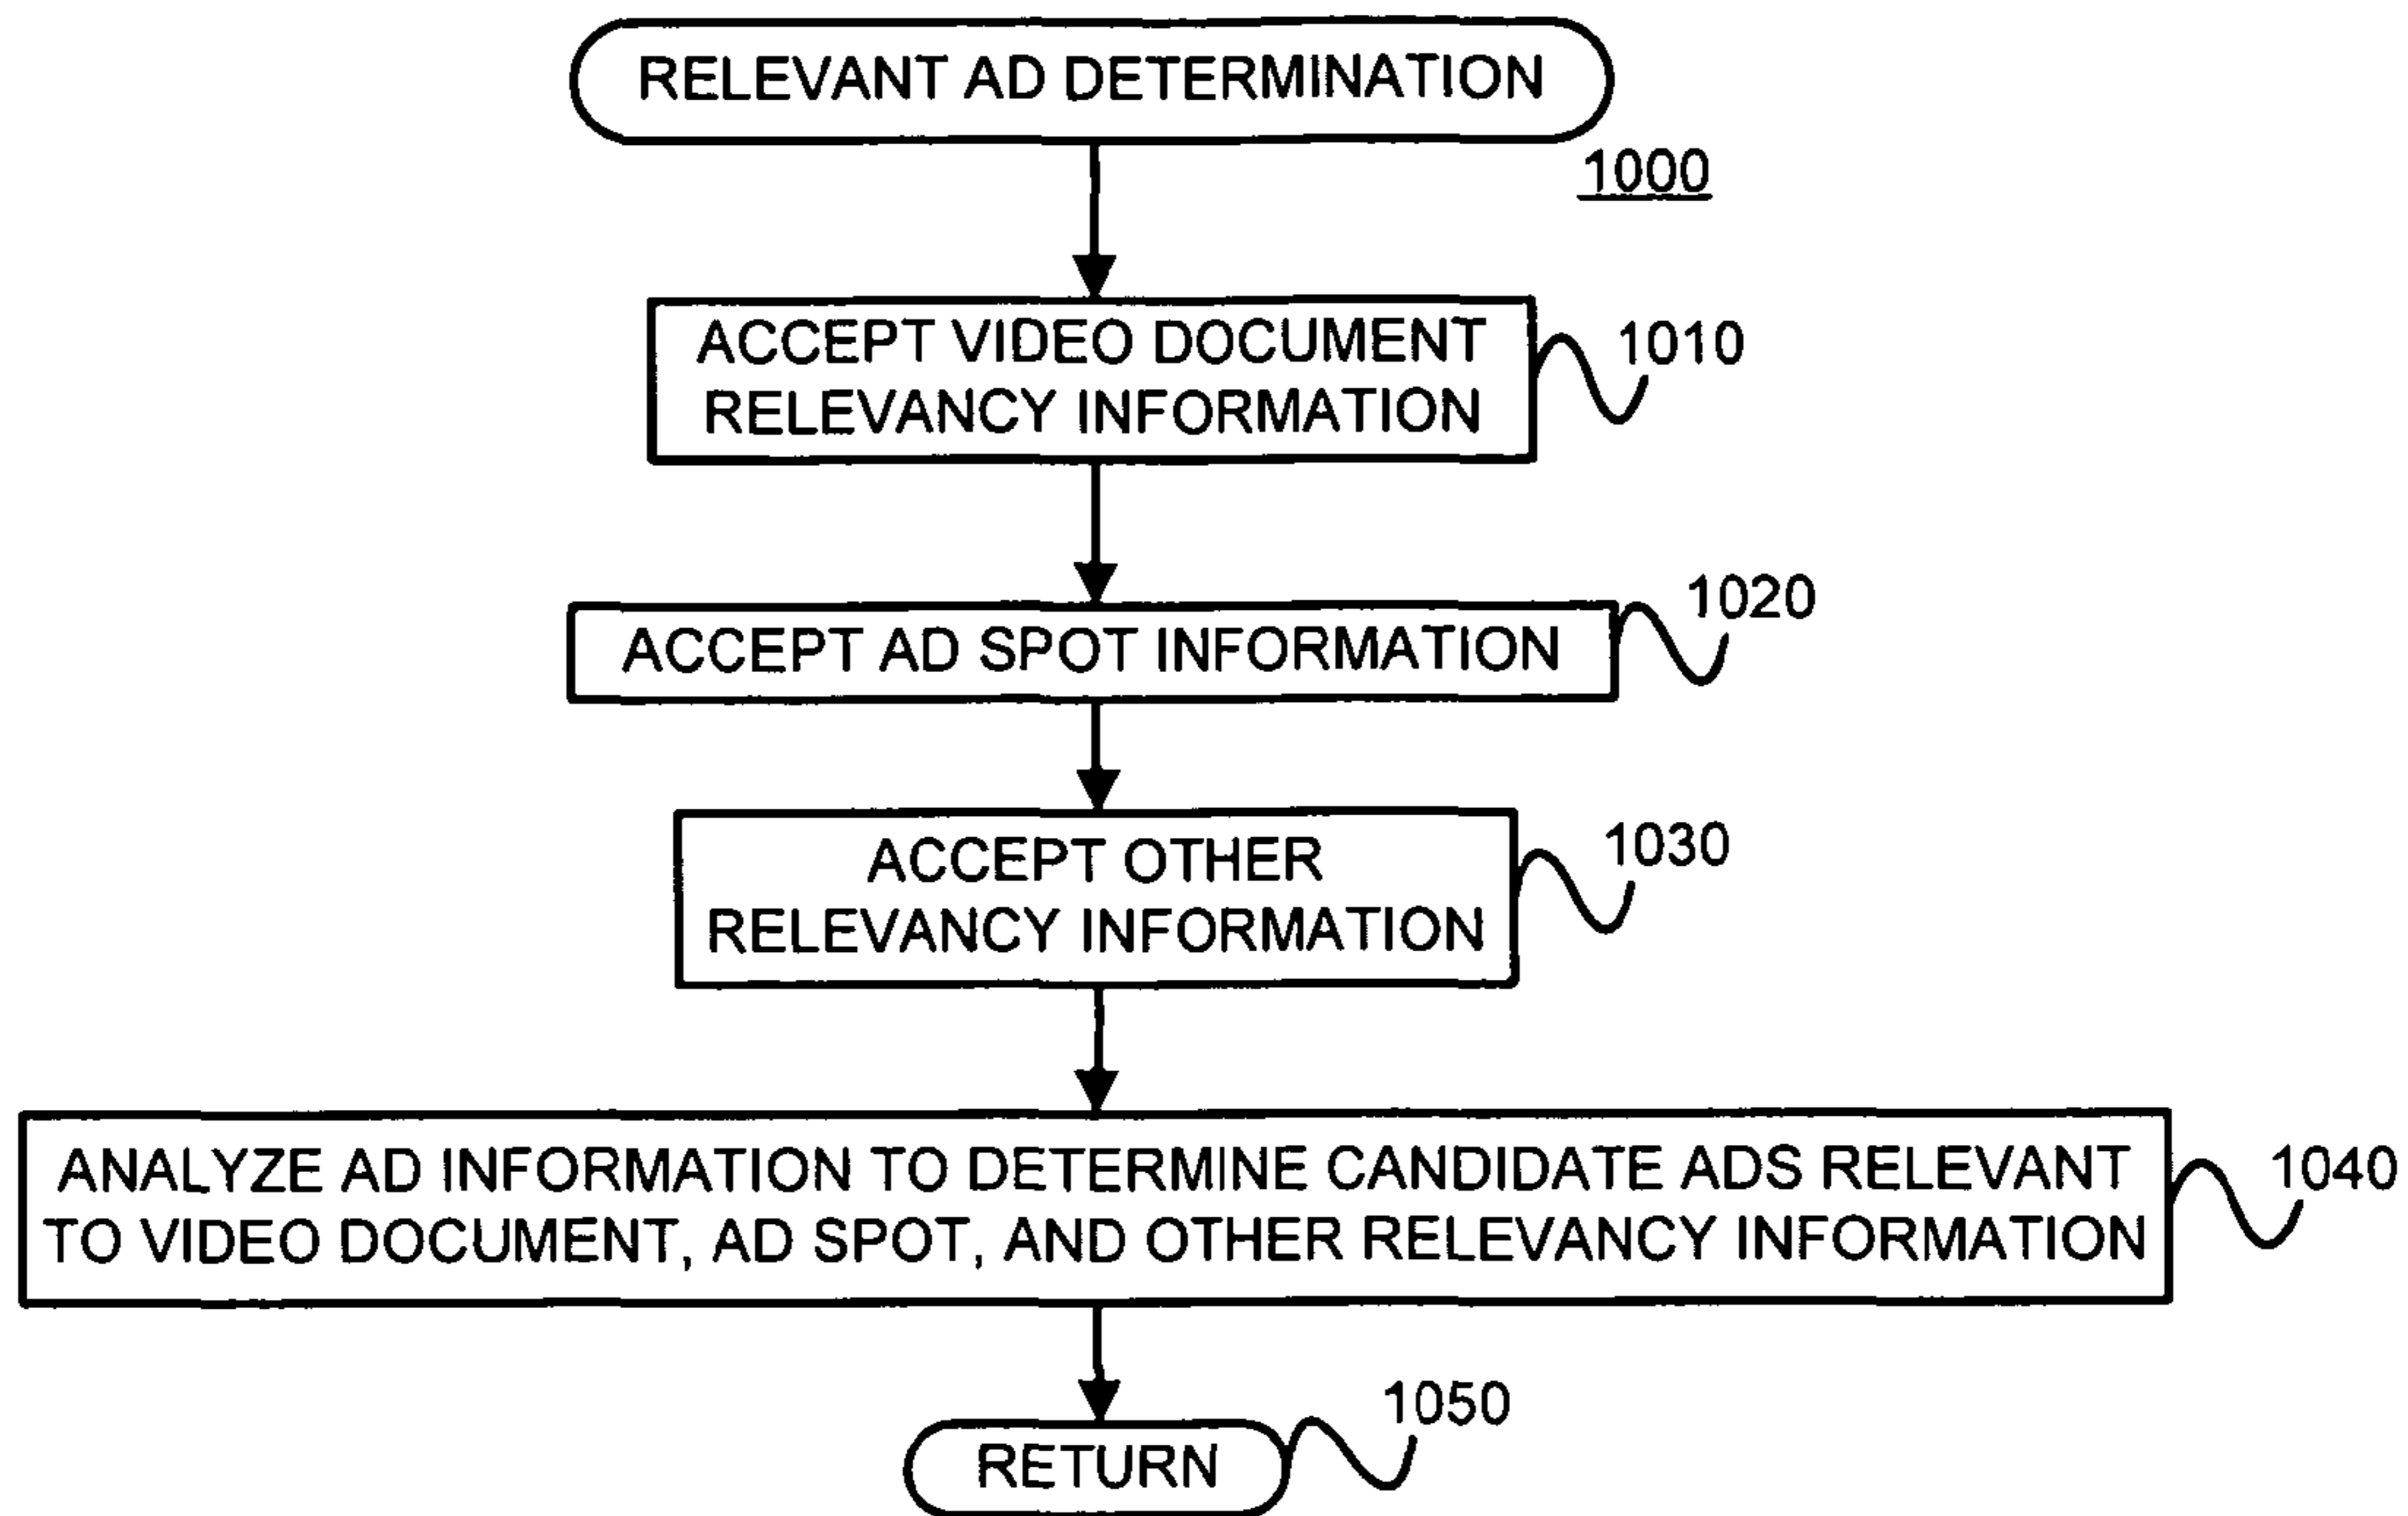 RELEVANT AD DETERMINATION
1000
ACCEPT VIDEO DOCUMENT
RELEVANCY INFORMATION
1010
ACCEPT AD SPOT INFORMATION
1020
ACCEPT OTHER
RELEVANCY INFORMATION
1030
ANALYZE AD INFORMATION TO DETERMINE CANDIDATE ADS RELEVANT
TO VIDEO DOCUMENT, AD SPOT, AND OTHER RELEVANCY INFORMATION
1040
RETURN
1050